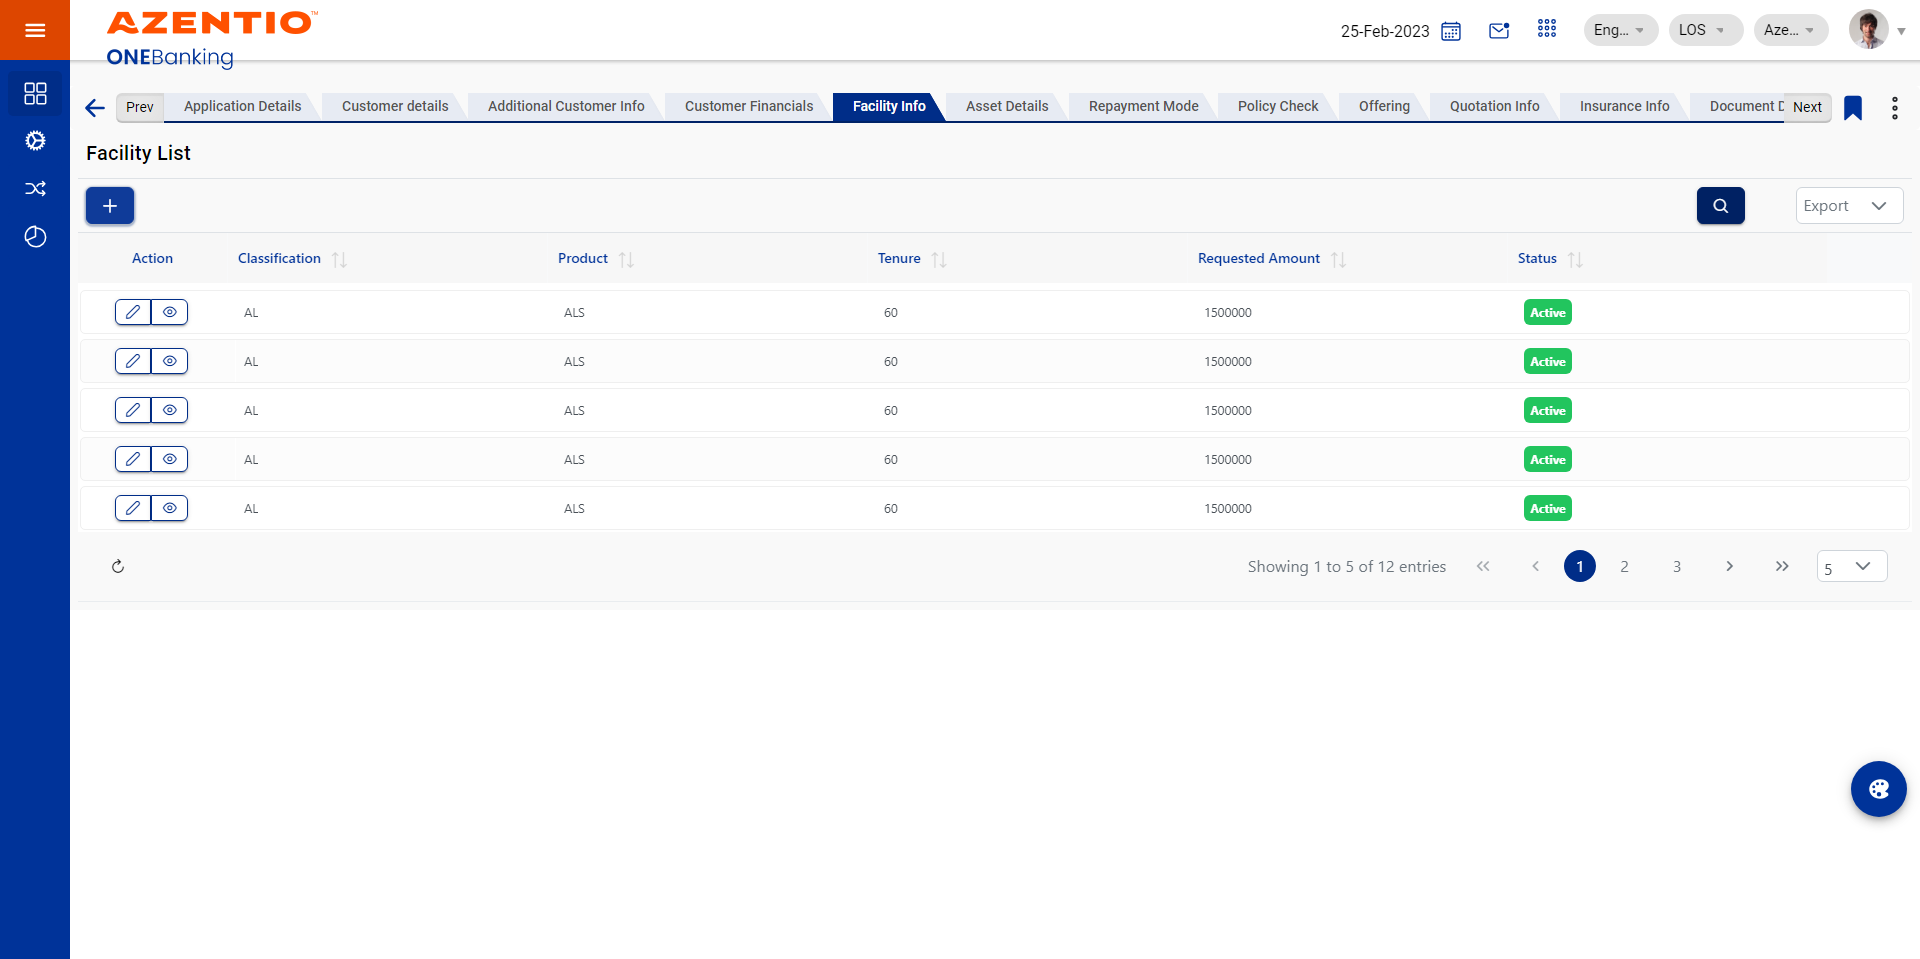 AZENTIO™
ONEBanking
25-Feb-2023
Eng...
LOS
Aze...
Prev
Application Details
Customer details
Additional Customer Info
Customer Financials
Facility Info
Asset Details
Repayment Mode
Policy Check
Offering
Quotation Info
Insurance Info
Document
Next
Facility List
Export
Action
Classification
Product
Tenure
Requested Amount
Status
AL ALS 60 1500000 Active
AL ALS 60 1500000 Active
AL ALS 60 1500000 Active
AL ALS 60 1500000 Active
AL ALS 60 1500000 Active
Showing 1 to 5 of 12 entries
1
2
3
5